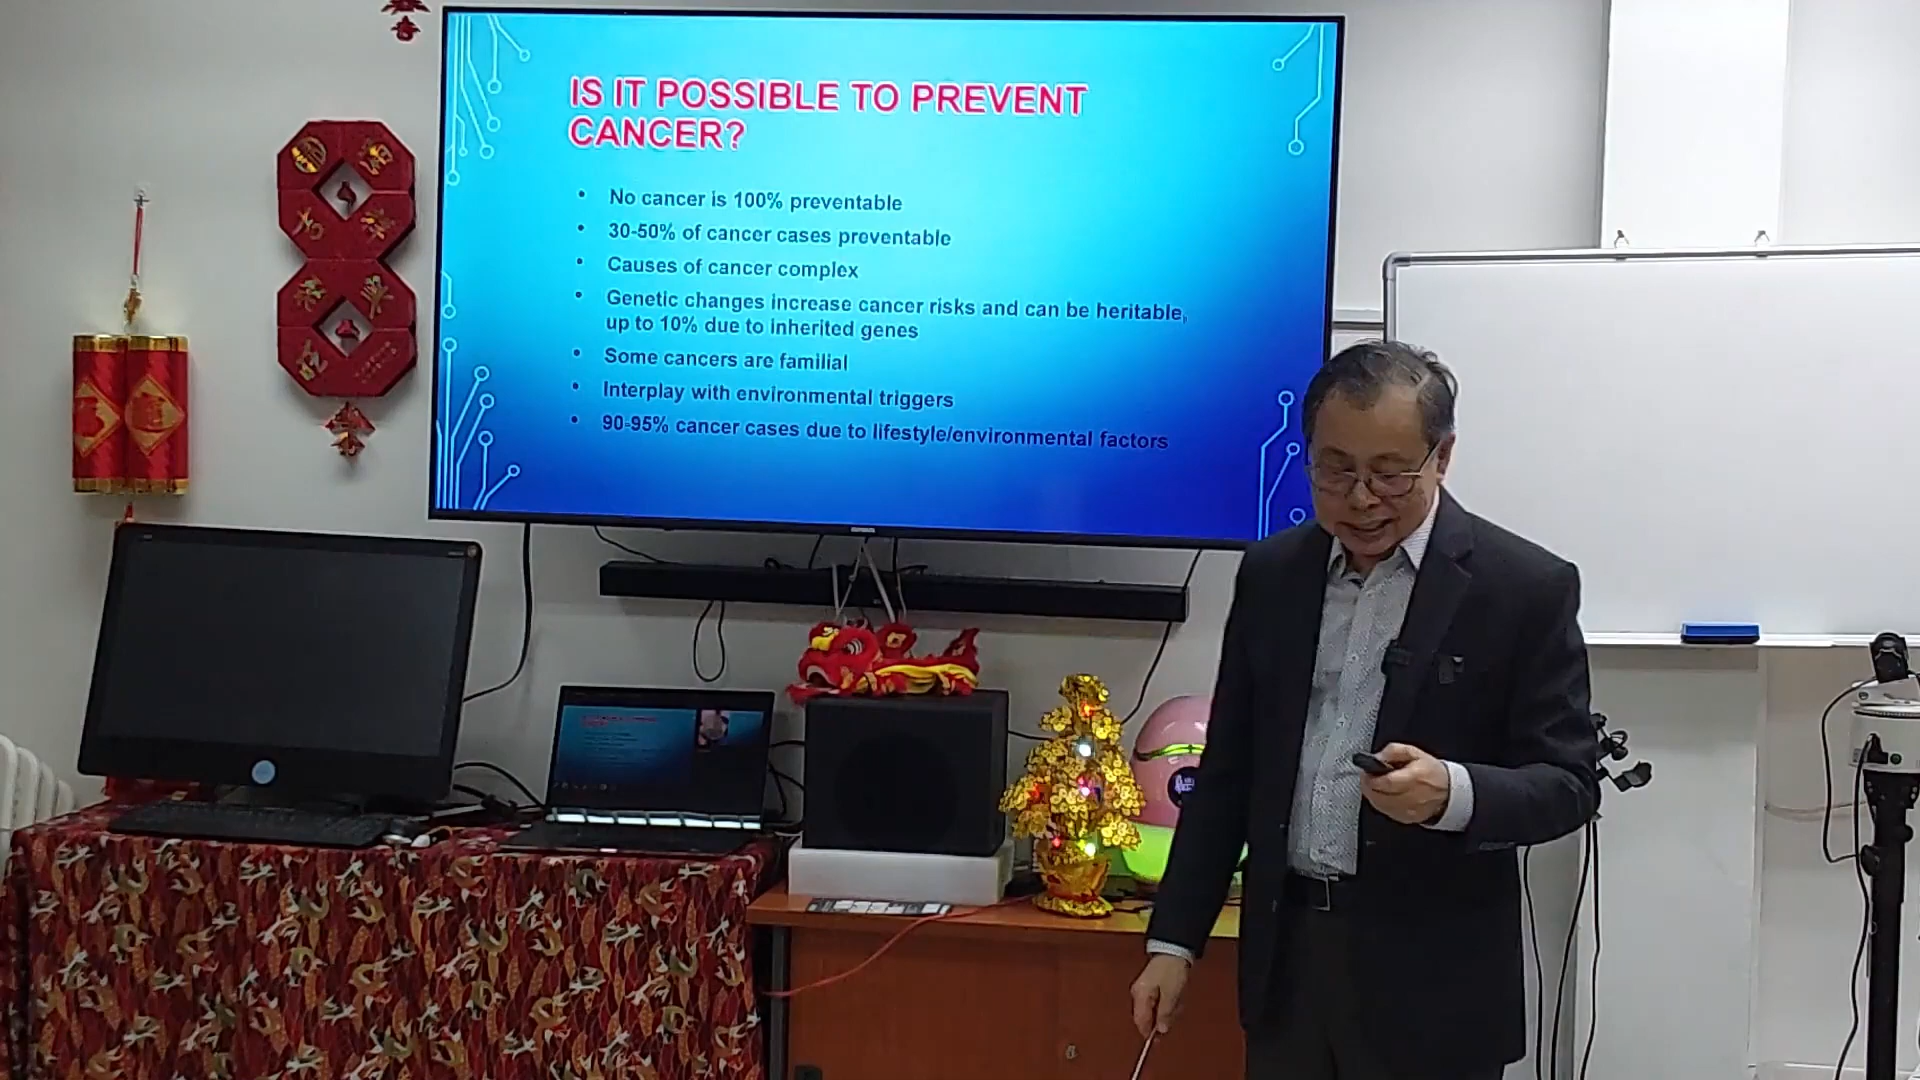 IS IT POSSIBLE TO PREVENT
CANCER?
• No cancer is 100% preventable
• 30-50% of cancer cases preventable
• Causes of cancer complex
• Genetic changes increase cancer risks and can be heritable,
up to 10% due to inherited genes
• Some cancers are familial
• Interplay with environmental triggers
• 90-95% cancer cases due to lifestyle/environmental factors